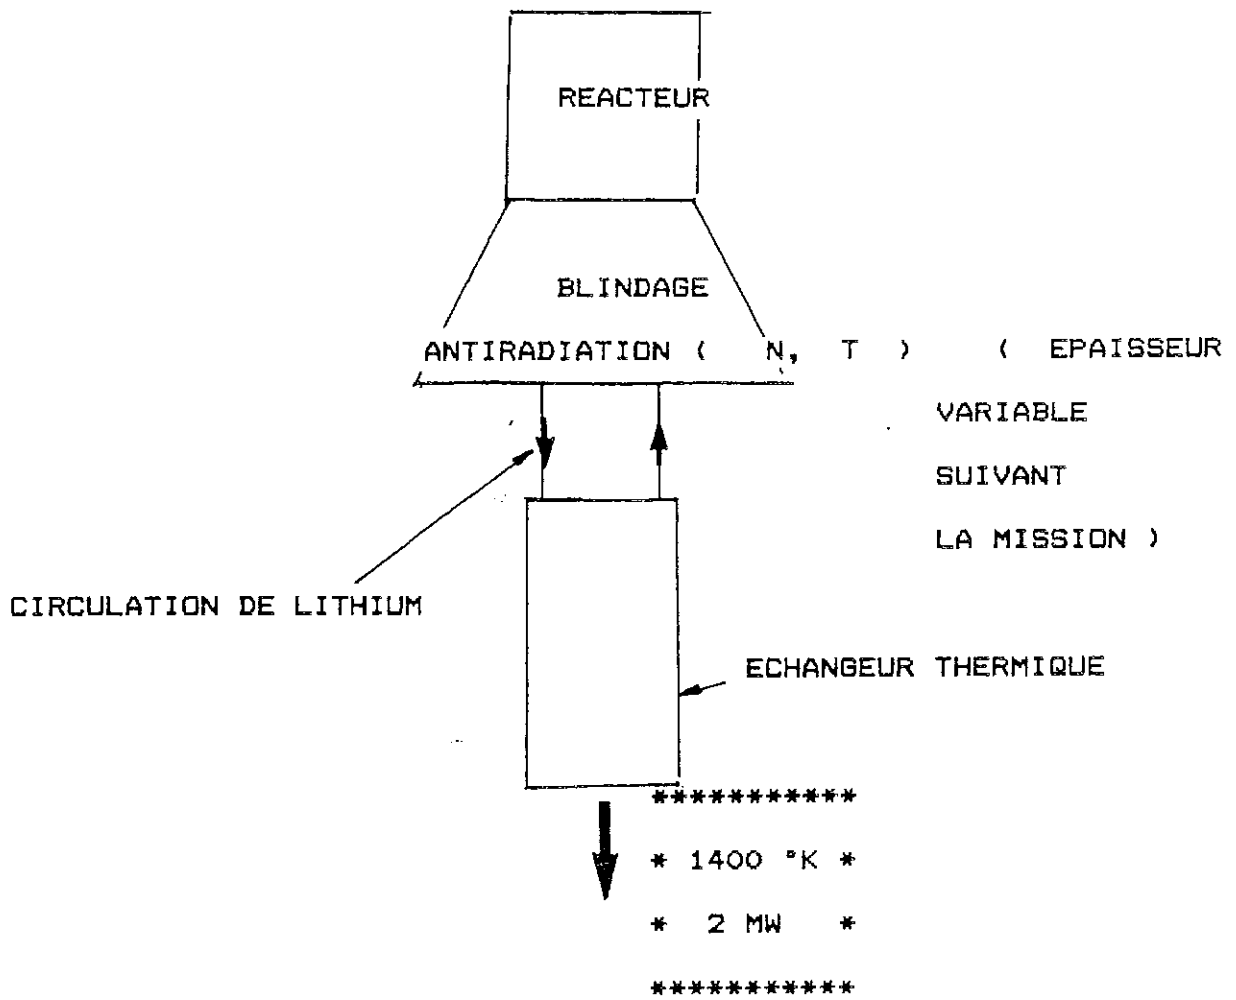 REACTEUR
BLINDAGE
ANTIRADIATION ( N, T ) ( EPAISSEUR
VARIABLE
SUIVANT
LA MISSION )
CIRCULATION DE LITHIUM
ECHANGEUR THERMIQUE
***********
* 1400 °K *
* 2 MW *
***********